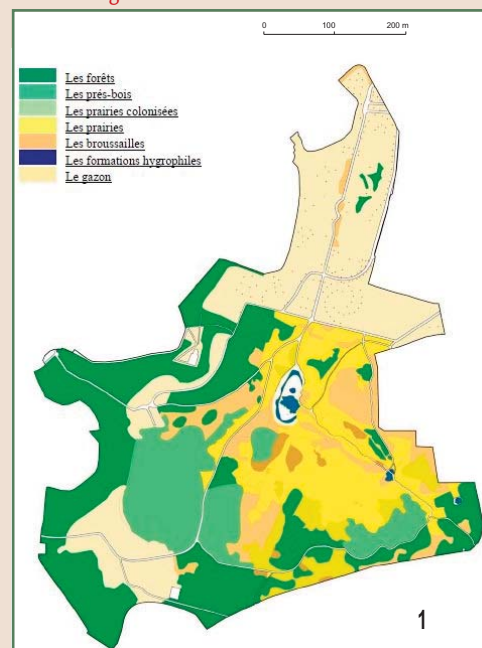 0 100 200 m
Les forêts
Les prés-bois
Les prairies colonisées
Les prairies
Les broussailles
Les formations hygrophiles
Le gazon
1